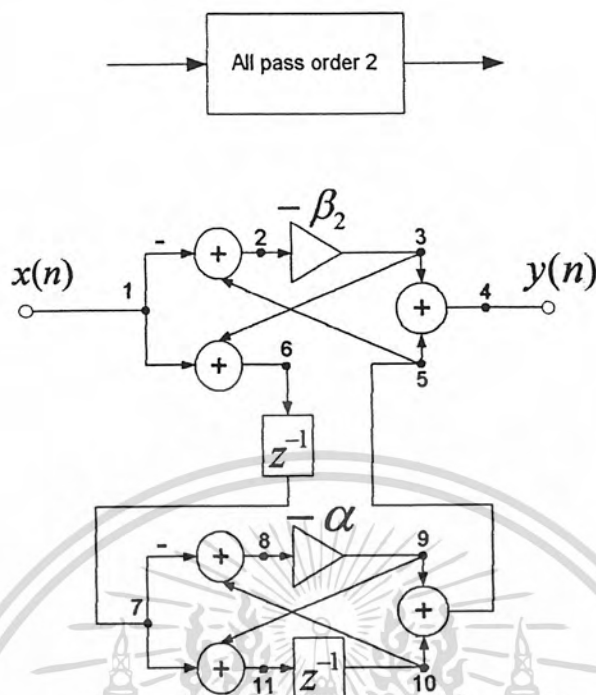 All pass order 2
− β₂
- + 2 3
x(n) 1 + 4 y(n)
+ 6 5
z⁻¹
− α
- + 8 9
7 +
+ 11 z⁻¹ 10